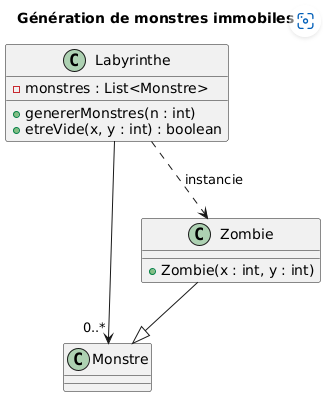 Génération de monstres immobiles
C Labyrinthe
monstres : List<Monstre>
genererMonstres(n : int)
etreVide(x, y : int) : boolean
instancie
C Zombie
Zombie(x : int, y : int)
0..*
C Monstre